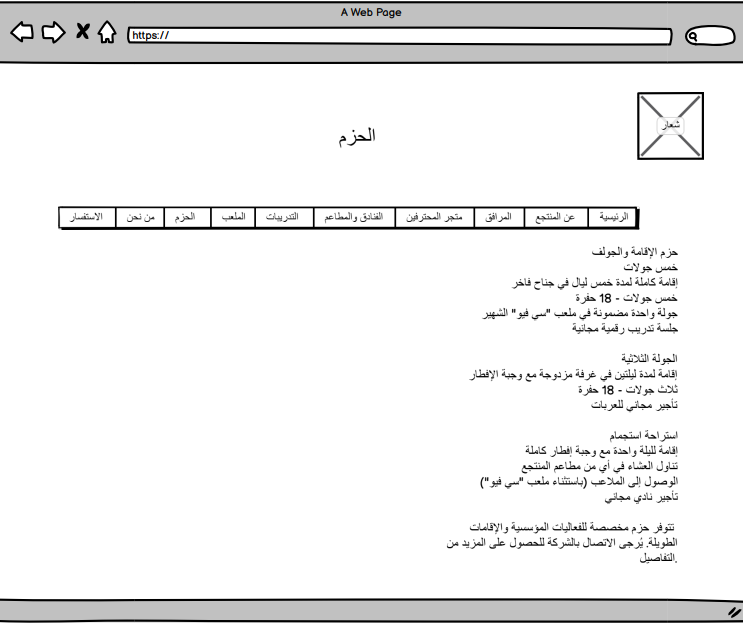 A Web Page
https://
شعار
الحزم
الرئيسية عن المنتجع المرافق متجر المحترفين الفنادق والمطاعم التدريبات الملعب الحزم من نحن الاستفسار
حزم الإقامة والجولف
خمس جولات
إقامة كاملة لمدة خمس ليال في جناح فاخر
خمس جولات - 18 حفرة
جولة واحدة مضمونة في ملعب "سي فيو" الشهير
جلسة تدريب رقمية مجانية
الجولة الثلاثية
إقامة لمدة ليلتين في غرفة مزدوجة مع وجبة الإفطار
ثلاث جولات - 18 حفرة
تأجير مجاني للعربات
استراحة استجمام
إقامة لليلة واحدة مع وجبة إفطار كاملة
تناول العشاء في أي من مطاعم المنتجع
الوصول إلى الملاعب (باستثناء ملعب "سي فيو")
تأجير نادي مجاني
تتوفر حزم مخصصة للفعاليات المؤسسية والإقامات
الطويلة. يُرجى الاتصال بالشركة للحصول على المزيد من
التفاصيل.